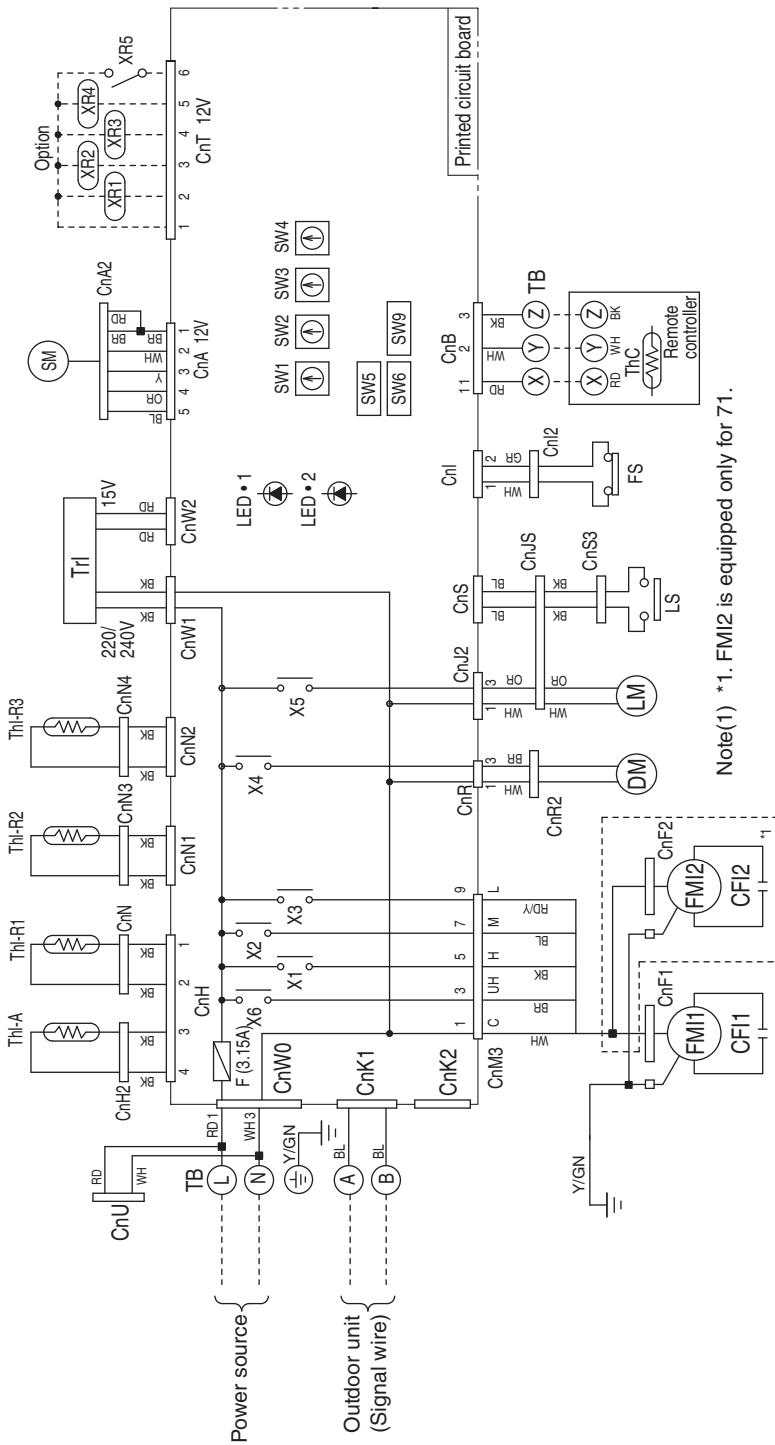 Power source
Outdoor unit
(Signal wire)
CnU
RD
WH
TB
L
N
RD 1
WH 3
Y/GN
A
B
BL
BL
CnW0
CnK1
CnK2
F (3.15A)
ThI-A
ThI-R1
ThI-R2
ThI-R3
CnH2
CnN
CnN3
CnN4
BK
BK
BK
BK
BK
BK
BK
BK
4
3
2
1
CnH
CnN1
CnN2
TrI
220/
240V
15V
BK
BK
RD
RD
CnW1
CnW2
SM
CnA2
BL
OR
Y
WH
BR
BR
RD
5
4
3
2
1
CnA 12V
Option
XR1
XR2
XR3
XR4
XR5
1
2
3
4
5
6
CnT 12V
X6
X1
X2
X3
X4
X5
LED•1
LED•2
SW1
SW2
SW3
SW4
SW5
SW6
SW9
Printed circuit board
CnM3
1
3
5
7
9
C
UH
H
M
L
WH
BR
BK
BL
RD/Y
CnR
1
3
WH
BR
CnR2
DM
CnJ2
1
3
WH
OR
CnJS
WH
OR
LM
CnS
BL
BL
BK
BK
CnS3
LS
CnI
1
2
WH
GR
CnI2
FS
CnB
11
2
3
RD
WH
BK
X
Y
Z
TB
X
Y
Z
RD
WH
BK
ThC
Remote
controller
Y/GN
CnF1
FMI1
CFI1
CnF2
FMI2
CFI2
*1
Note(1) *1. FMI2 is equipped only for 71.